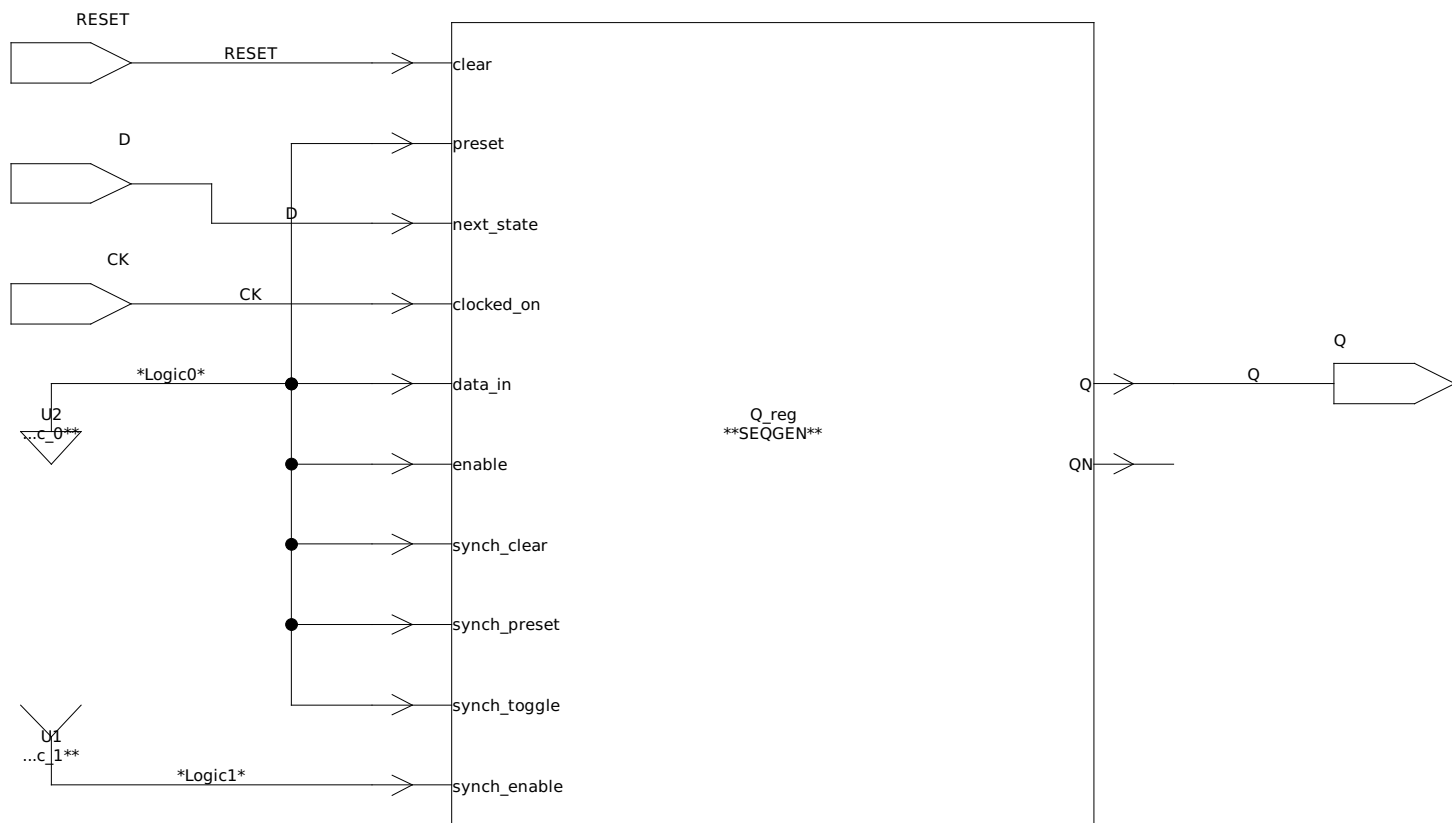 RESET
RESET
clear
preset
D
D
next_state
CK
CK
clocked_on
*Logic0*
data_in
Q
Q
Q
U2
...c_0**
Q_reg
**SEQGEN**
enable
QN
synch_clear
synch_preset
synch_toggle
U1
...c_1**
*Logic1*
synch_enable